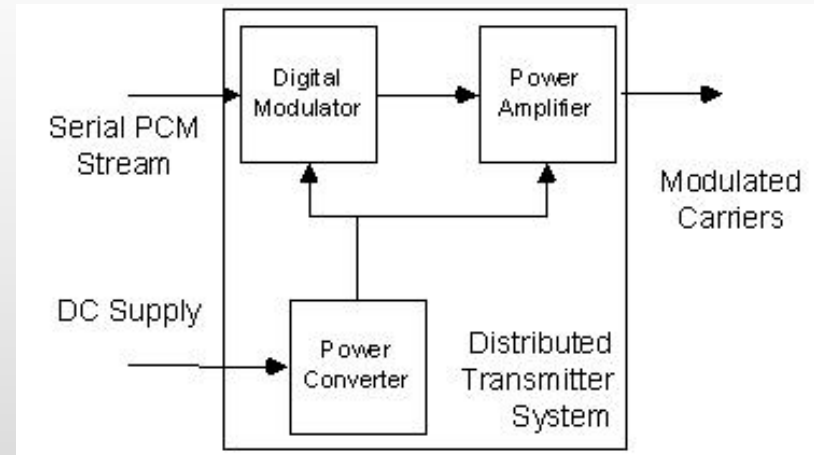 Digital
Modulator
Power
Amplifier
Serial PCM
Stream
Modulated
Carriers
DC Supply
Power
Converter
Distributed
Transmitter
System